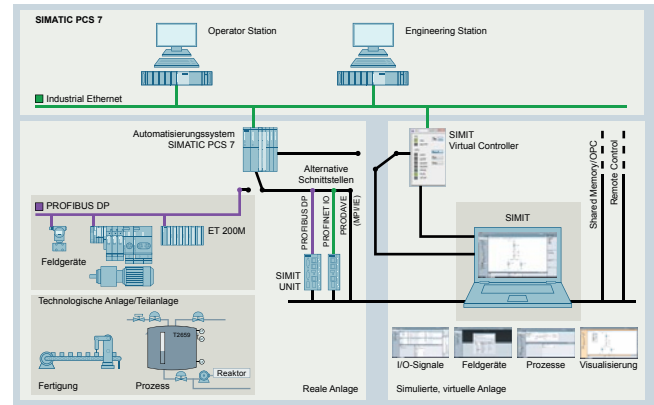 SIMATIC PCS 7
Operator Station
Engineering Station
Industrial Ethernet
Automatisierungssystem
SIMATIC PCS 7
SIMIT
Virtual Controller
Alternative
Schnittstellen
Shared Memory/OPC
Remote Control
PROFIBUS DP
ET 200M
Feldgeräte
PROFIBUS DP
PROFINET IO
PRODAVE
(MPI/IE)
SIMIT
UNIT
SIMIT
Technologische Anlage/Teilanlage
T2659
Reaktor
Fertigung
Prozess
Reale Anlage
I/O-Signale
Feldgeräte
Prozesse
Visualisierung
Simulierte, virtuelle Anlage